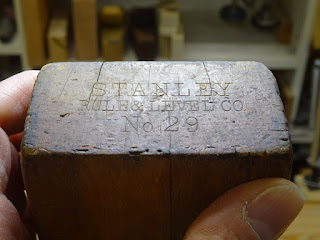 STANLEY
RULE & LEVEL CO.
No. 29